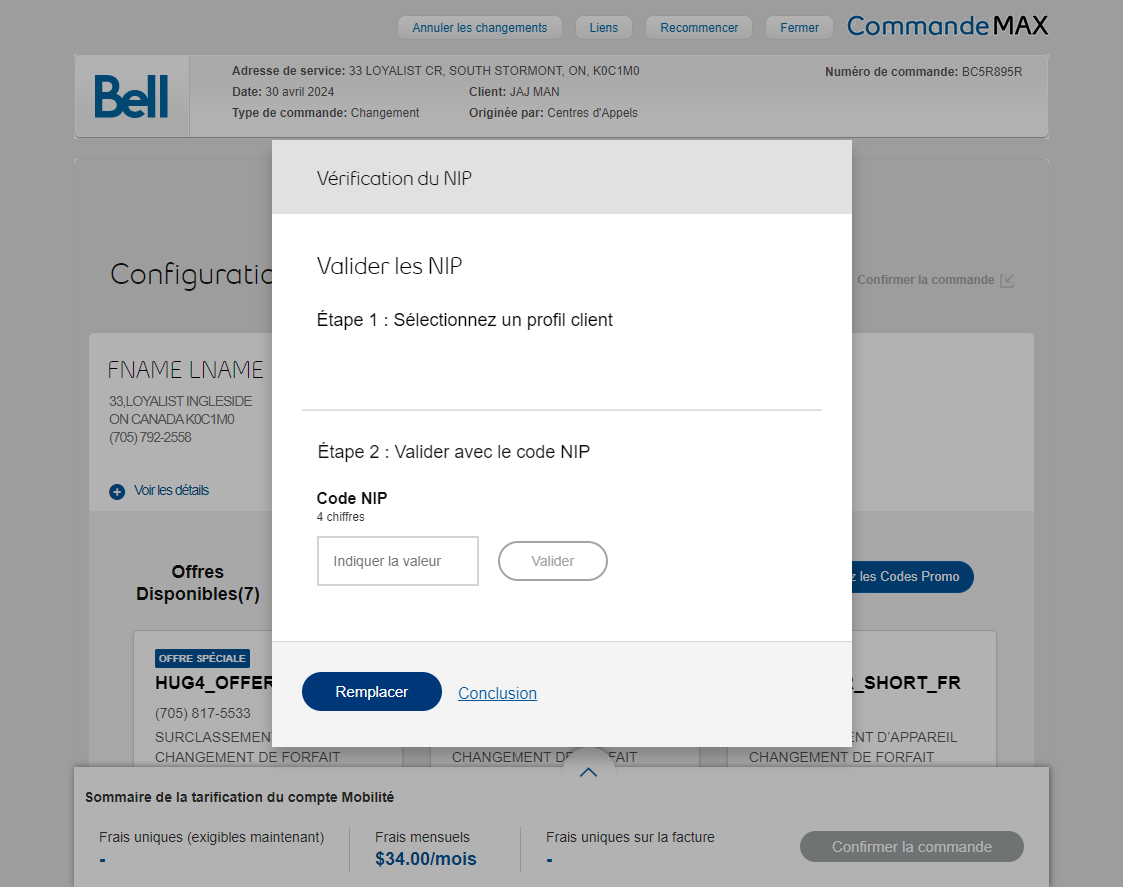 Annuler les changements Liens Recommencer Fermer CommandeMAX
Bell
Adresse de service: 33 LOYALIST CR, SOUTH STORMONT, ON, K0C1M0 Numéro de commande: BC5R895R
Date: 30 avril 2024 Client: JAJ MAN
Type de commande: Changement Originée par: Centres d'Appels
Vérification du NIP
Valider les NIP
Configuratio
Confirmer la commande
Étape 1 : Sélectionnez un profil client
FNAME LNAME
33,LOYALIST INGLESIDE
ON CANADA K0C1M0
(705) 792-2558
Voir les détails
Étape 2 : Valider avec le code NIP
Code NIP
4 chiffres
Indiquer la valeur Valider
Offres
Disponibles(7)
les Codes Promo
OFFRE SPÉCIALE
HUG4_OFFER _SHORT_FR
(705) 817-5533
Remplacer Conclusion
SURCLASSEMEN NT D'APPAREIL
CHANGEMENT DE FORFAIT CHANGEMENT DE FAIT CHANGEMENT DE FORFAIT
Sommaire de la tarification du compte Mobilité
Frais uniques (exigibles maintenant) Frais mensuels Frais uniques sur la facture
- $34.00/mois -
Confirmer la commande